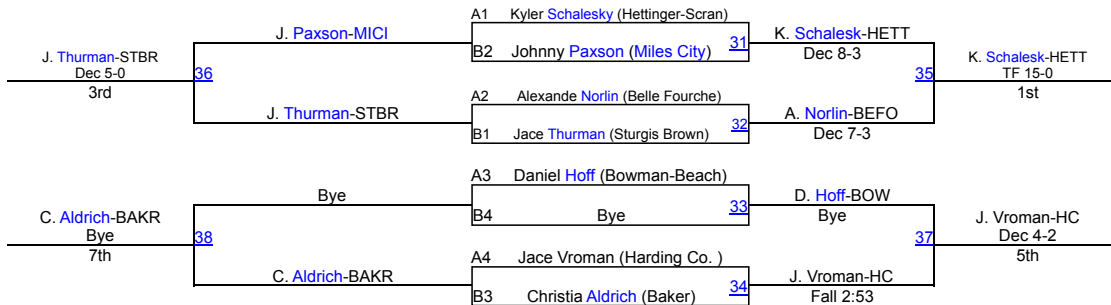 A1 Kyler Schalesky (Hettinger-Scran)
J. Paxson-MICI 31 K. Schalesk-HETT
B2 Johnny Paxson (Miles City) Dec 8-3
J. Thurman-STBR K. Schalesk-HETT
Dec 5-0 36 35 TF 15-0
3rd 1st
A2 Alexande Norlin (Belle Fourche)
J. Thurman-STBR 32 A. Norlin-BEFO
B1 Jace Thurman (Sturgis Brown) Dec 7-3
A3 Daniel Hoff (Bowman-Beach)
Bye 33 D. Hoff-BOW
B4 Bye Bye
C. Aldrich-BAKR J. Vroman-HC
Bye 38 37 Dec 4-2
7th 5th
A4 Jace Vroman (Harding Co. )
C. Aldrich-BAKR 34 J. Vroman-HC
B3 Christia Aldrich (Baker) Fall 2:53